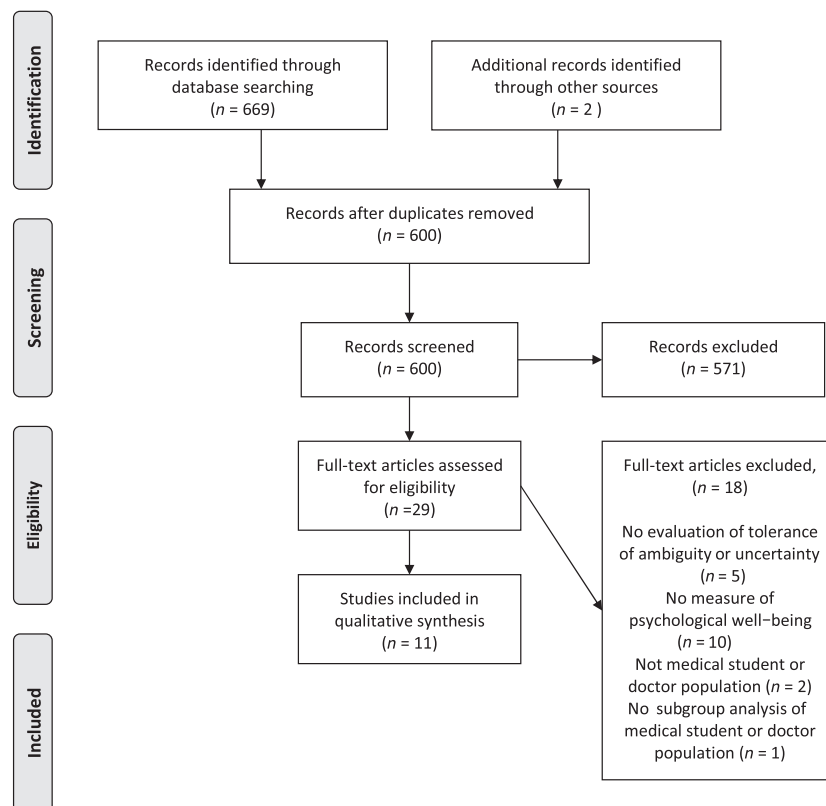 Identification
Records identified through
database searching
(n = 669)
Additional records identified
through other sources
(n = 2 )
Records after duplicates removed
(n = 600)
Screening
Records screened
(n = 600)
Records excluded
(n = 571)
Eligibility
Full-text articles assessed
for eligibility
(n =29)
Full-text articles excluded,
(n = 18)
No evaluation of tolerance
of ambiguity or uncertainty
(n = 5)
No measure of
psychological well−being
(n = 10)
Not medical student or
doctor population (n = 2)
No subgroup analysis of
medical student or doctor
population (n = 1)
Studies included in
qualitative synthesis
(n = 11)
Included